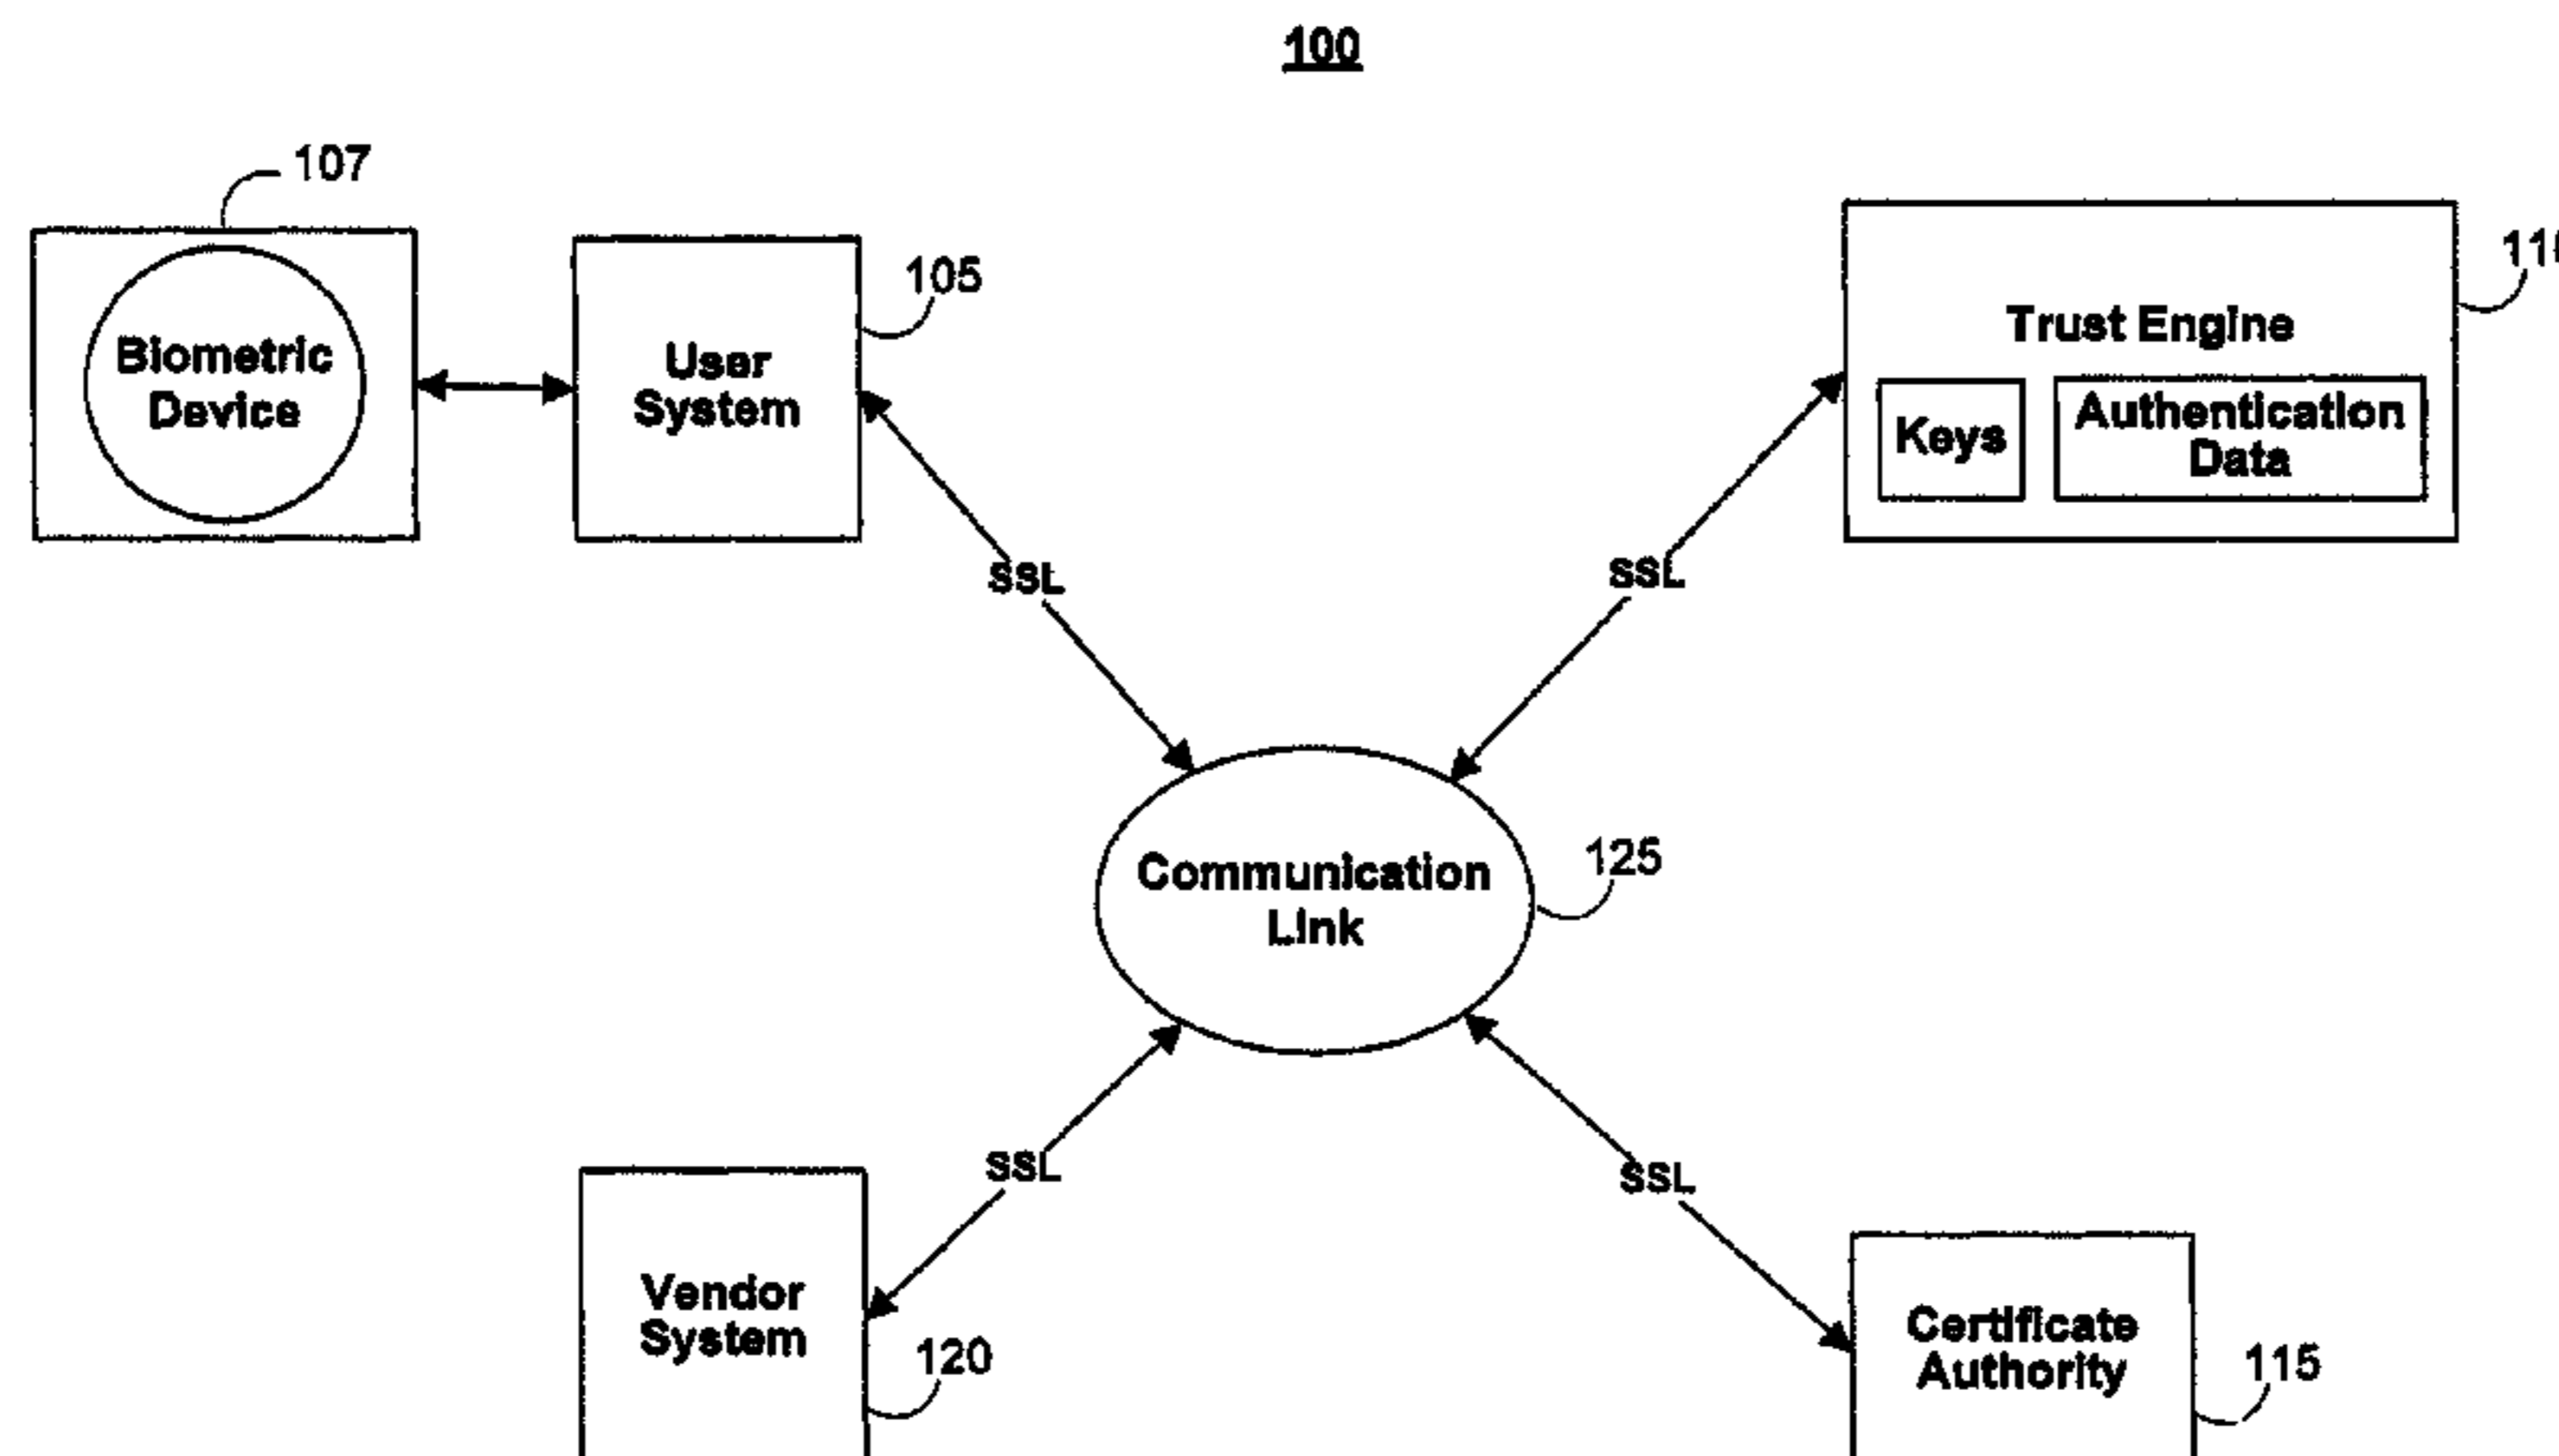 100
107
105
Biometric
Device
User
System
Trust Engine
Keys
Authentication
Data
SSL
SSL
Communication
Link
125
SSL
SSL
Vendor
System
120
Certificate
Authority
115